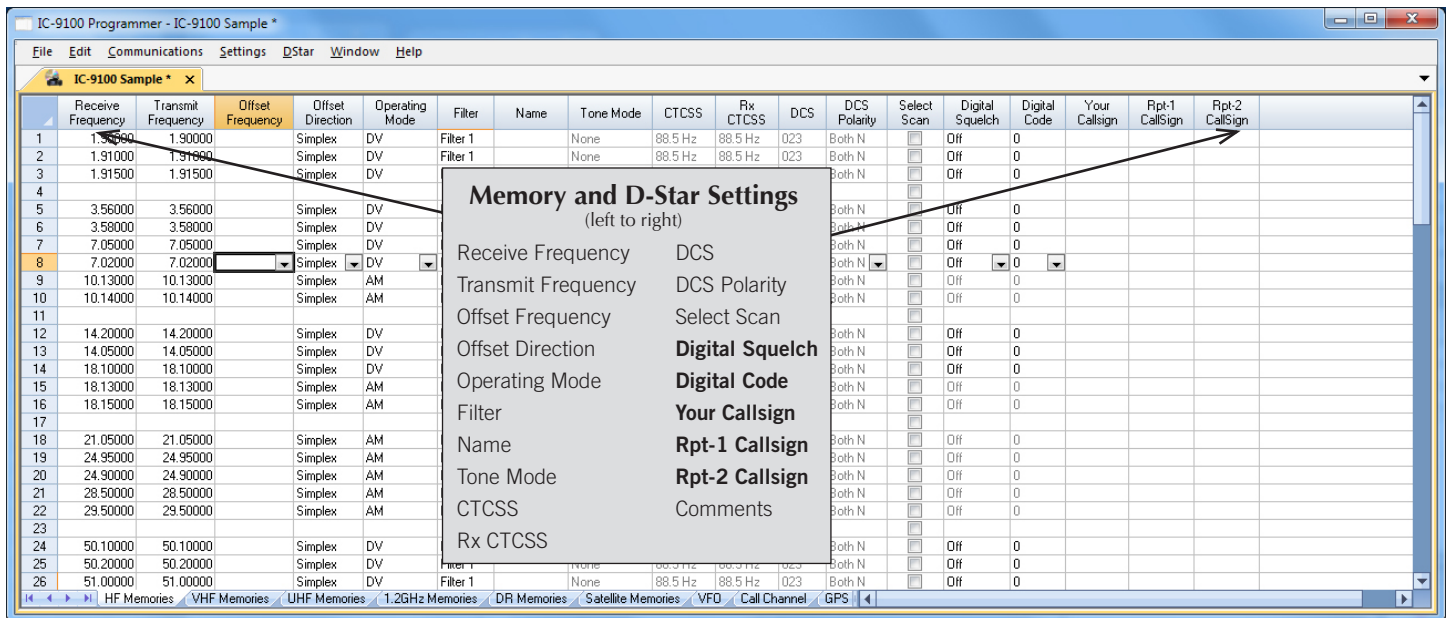 IC-9100 Programmer - IC-9100 Sample *
File Edit Communications Settings DStar Window Help
IC-9100 Sample * x
Receive Frequency Transmit Frequency Offset Frequency Offset Direction Operating Mode Filter Name Tone Mode CTCSS Rx CTCSS DCS DCS Polarity Select Scan Digital Squelch Digital Code Your Callsign Rpt-1 CallSign Rpt-2 CallSign
1 1.90000 1.90000 Simplex DV Filter 1 None 88.5 Hz 88.5 Hz 023 Both N Off 0
2 1.91000 1.91000 Simplex DV Filter 1 None 88.5 Hz 88.5 Hz 023 Both N Off 0
3 1.91500 1.91500 Simplex DV Both N Off 0
4
5 3.56000 3.56000 Simplex DV Both N Off 0
6 3.58000 3.58000 Simplex DV Both N Off 0
7 7.05000 7.05000 Simplex DV Both N Off 0
8 7.02000 7.02000 Simplex DV Both N Off 0
9 10.13000 10.13000 Simplex AM Both N Off 0
10 10.14000 10.14000 Simplex AM Both N Off 0
11
12 14.20000 14.20000 Simplex DV Both N Off 0
13 14.05000 14.05000 Simplex DV Both N Off 0
14 18.10000 18.10000 Simplex DV Both N Off 0
15 18.13000 18.13000 Simplex AM Both N Off 0
16 18.15000 18.15000 Simplex AM Both N Off 0
17
18 21.05000 21.05000 Simplex AM Both N Off 0
19 24.95000 24.95000 Simplex AM Both N Off 0
20 24.90000 24.90000 Simplex AM Both N Off 0
21 28.50000 28.50000 Simplex AM Both N Off 0
22 29.50000 29.50000 Simplex AM Both N Off 0
23
24 50.10000 50.10000 Simplex DV Both N Off 0
25 50.20000 50.20000 Simplex DV Filter 1 None 88.5 Hz 88.5 Hz 023 Both N Off 0
26 51.00000 51.00000 Simplex DV Filter 1 None 88.5 Hz 88.5 Hz 023 Both N Off 0
Memory and D-Star Settings
(left to right)
Receive Frequency
Transmit Frequency
Offset Frequency
Offset Direction
Operating Mode
Filter
Name
Tone Mode
CTCSS
Rx CTCSS
DCS
DCS Polarity
Select Scan
Digital Squelch
Digital Code
Your Callsign
Rpt-1 Callsign
Rpt-2 Callsign
Comments
HF Memories VHF Memories UHF Memories 1.2GHz Memories DR Memories Satellite Memories VFO Call Channel GPS